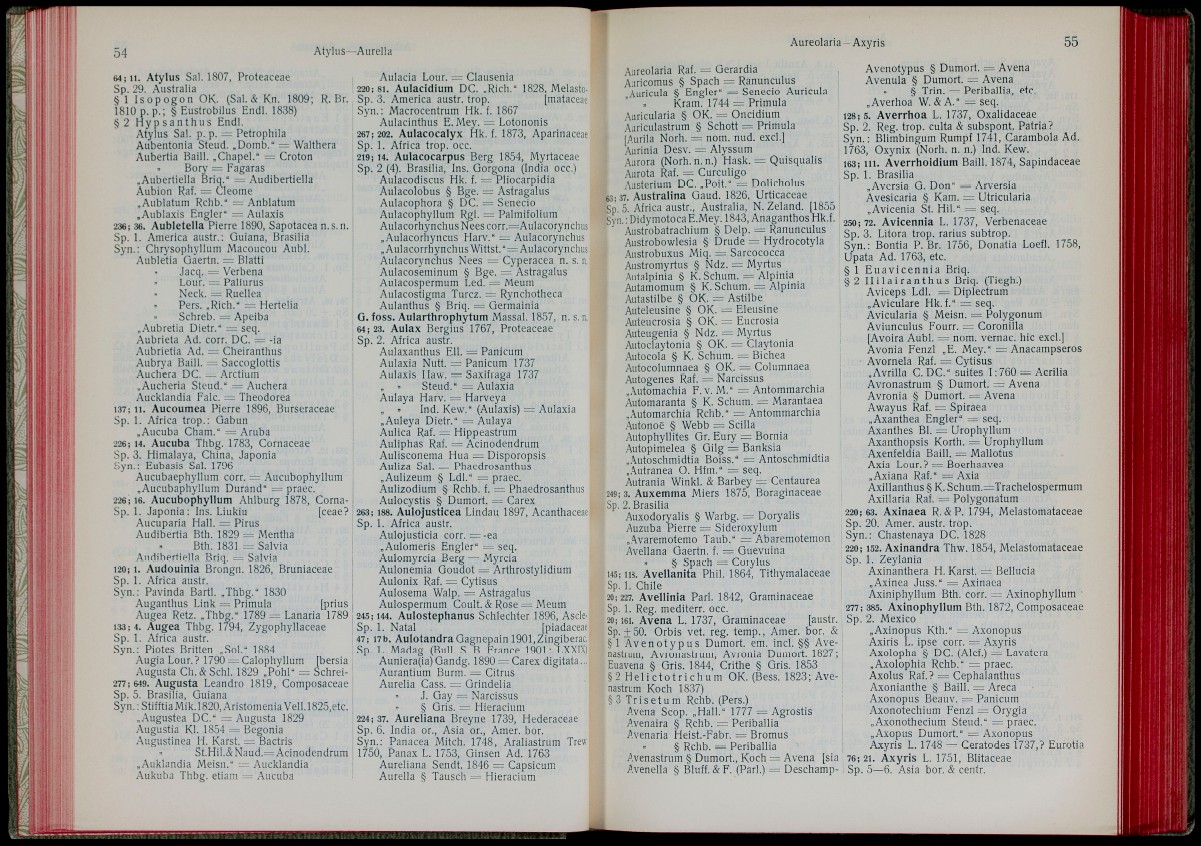 54
Atylus—Aurella
64; 11. Atylus Sal. 1807, Proteaceae
Sp. 29. Australia
§ 1 Isopogon OK. (Sal. & Kn. 1809; R. Br.
1810 p. p.; § Eustrobilus Endl. 1838)
§ 2 Hypsanthus Endl.
Atylus Sal. p. p. = Petrophila
Aubentonia Steud. „Domb.“ = Walthera
Aubertia Baill. „Chapel.“ = Croton
„ Bory = Fagaras
„Aubertiella Briq.“ = Audibertiella
Aubion Raf. = Cleome
„Aublatum Rchb.“ = Anblatum
„Aublaxis Engler“ = Aulaxis
236; 36. Aubletella Pierre 1890, Sapotacea n. s. n.
Sp. 1. America austr.: Guiana, Brasilia
Syn.: Chrysophyllum Macoucou Aubl.
Aubletia Gaertn. = Blatti
„ Jacq. = Verbena
„ Lour. = Paliurus
„ Neck. = Ruellea
„ Pers. „Rich.“ = Hertelia
„ Schreb. = Apeiba
„Aubretia Dietr.“ = seq.
Aubrieta Ad. corr. DC. = -ia
Aubrietia Ad. = Cheiranthus
Aubrya Baill. = Saccoglottis
Auchera DC. = Arctium
„Aucheria Steud.“ = Auchera
Aucklandia Falc. = Theodorea
137; 11. Aucoumea Pierre 1896, Burseraceae
Sp. 1. Africa trop.: Gabun
„Aucuba Cham.“ = Aruba
226; 14. Aucuba Thbg. 1783, Cornaceae
Sp. 3. Himalaya, China, Japonia
Syn.: Eubasis Sal. 1796
Aucubaephyllum corr. = Aucubophyllum
„Aucubaphyllum Durand“ = praec.
226; 16. Aucubophyllum Ahlburg 1878, Corna-
Sp. 1. Japonia: Ins. Liukiu [ceae?
Aucuparia Hall. = Pirus
Audibertia Bth. 1829 = Mentha
„ Bth. 1831 = Salvia
Audibertiella Briq. = Salvia
120; 1. Audouinia Brongn. 1826, Bruniaceae
Sp. 1. Africa austr.
Syn.: Pavinda Bartl. „Thbg.“ 1830
Auganthus Link = Primula [prius
Augea Retz. „Thbg.“ 1789 = Lanaria 1789
133; 4. Augea Thbg. 1794, Zygophyllaceae
Sp. 1. Africa austr.
Syn.: Piotes Britten „Sol.“ 1884
Augia Lour.? 1790 = Calophyllum [bersia
Augusta Ch. & Schl. 1829 „Pohl“ = Schrei-
277; 649. Augusta Leandro 1819, Composaceae
Sp. 5. Brasilia, Guiana
Syn.: Stifftia Mik. 1820, Aristomenia Vell. 1825, etc.
„Augustea DC.“ = Augusta 1829
Augustia Kl. 1854 = Begonia
Augustinea H. Karst. = Bactris
„ St. Hil. & Naud. = Acinodendrum
„Auklandia Meisn.“ = Aucklandia
Aukuba Thbg. etiam = Aucuba
Aulacia Lour. = Clausenia
220; 81. Aulacidium DC. „Rich.“ 1828, Melasto-
Sp. 3. America austr. trop. [mataceae
Syn.: Macrocentrum Hk. f. 1867
Aulacinthus E. Mey. = Lotononis
267; 202. Aulacocalyx Hk. f. 1873, Aparinaceae
Sp. 1. Africa trop. occ.
219; 14. Aulacocarpus Berg 1854, Myrtaceae
Sp. 2 (4). Brasilia, Ins. Gorgona (India occ.)
Aulacodiscus Hk. f. = Pliocarpidia
Aulacolobus § Bge. = Astragalus
Aulacophora § DC. = Senecio
Aulacophyllum Rgl. = Palmifolium
Aulacorhynchus Nees corr. = Aulacorynchus
„Aulacorhyncus Harv.“ = Aulacorynchus
„Aulacorrhynchus Wittst.“ = Aulacorynchus
Aulacorynchus Nees = Cyperacea n. s. n.
Aulacoseminum § Bge. = Astragalus
Aulacospermum Led. = Meum
Aulacostigma Turcz. = Rynchotheca
Aulanthus § Briq. = Germainia
G. foss. Aularthrophytum Massal. 1857, n. s. n.
64; 23. Aulax Bergius 1767, Proteaceae
Sp. 2. Africa austr.
Aulaxanthus Ell. = Panicum
Aulaxia Nutt. = Panicum 1737
Aulaxis Haw. = Saxifraga 1737
„ „ Steud.“ = Aulaxia
Aulaya Harv. = Harveya
„ „ Ind. Kew.“ (Aulaxis) = Aulaxia
„Auleya Dietr.“ = Aulaya
Aulica Raf. = Hippeastrum
Auliphas Raf. = Acinodendrum
Aulisconema Hua = Disporopsis
Auliza Sal. = Phaedrosanthus
„Aulizeum § Ldl.“ = praec.
Aulizodium § Rchb. f. = Phaedrosanthus
Aulocystis § Dumort. = Carex
263; 188. Aulojusticea Lindau 1897, Acanthaceae
Sp. 1. Africa austr.
Aulojusticia corr. = -ea
„Aulomeris Engler“ = seq.
Aulomyrcia Berg = Myrcia
Aulonemia Goudot = Arthrostylidium
Aulonix Raf. = Cytisus
Aulosema Walp. = Astragalus
Aulospermum Coult. & Rose = Meum
245; 144. Aulostephanus Schlechter 1896, Ascle-
Sp. 1. Natal [piadaceae
47; 17b. Aulotandra Gagnepain 1901, Zingiberac.
Sp. 1. Madag (Bull S. B. France 1901: LXXIX)
Auniera(ia) Gandg. 1890 = Carex digitata...
Aurantium Burm. = Citrus
Aurelia Cass. = Grindelia
„ J. Gay = Narcissus
„ § Gris. = Hieracium
224; 37. Aureliana Breyne 1739, Hederaceae
Sp. 6. India or., Asia or., Amer. bor.
Syn.: Panacea Mitch. 1748, Araliastrum Trew
1750, Panax L. 1753, Ginsen Ad. 1763
Aureliana Sendt. 1846 = Capsicum
Aurella § Tausch = Hieracium
Aureolaria—Axyris
55
Aureolaria Raf. = Gerardia
Auricomus § Spach = Ranunculus
„Auricula § Engler“ = Senecio Auricula
„ Kram. 1744 = Primula
Auricularia § OK. = Oncidium
Auriculastrum § Schott = Primula
[Aurila Norh. = nom. nud. excl.]
Aurinia Desv. = Alyssum
Aurora (Norh. n. n.) Hask. = Quisqualis
Aurota Raf. = Curculigo
Austerium DC. „Poit.“ = Dolicholus
63; 37. Australina Gaud. 1826, Urticaceae
Sp. 5. Africa austr., Australia, N. Zeland. [1855
Syn.: Didymotoca E. Mey. 1843, Anaganthos Hk. f.
Austrobatrachium § Delp. = Ranunculus
Austrobowlesia § Drude = Hydrocotyla
Austrobuxus Miq. = Sarcococca
Austromyrtus § Ndz. = Myrtus
Autalpinia § K. Schum. = Alpinia
Autamomum § K. Schum. = Alpinia
Autastilbe § OK. = Astilbe
Auteleusine § OK. = Eleusine
Auteucrosia § OK. = Eucrosia
Auteugenia § Ndz. = Myrtus
Autoclaytonia § OK. = Claytonia
Autocola § K. Schum. = Bichea
Autocolumnaea § OK. = Columnaea
Autogenes Raf. = Narcissus
„Automachia F. v. M.“ = Antommarchia
Automaranta § K. Schum. = Marantaea
„Automarchia Rchb.“ = Antommarchia
Autonoë § Webb = Scilla
Autophyllites Gr. Eury = Bornia
Autopimelea § Gilg = Banksia
„Autoschmidtia Boiss.“ = Antoschmidtia
„Autranea O. Hfm.“ = seq.
Autrania Winkl. & Barbey = Centaurea
249; 3. Auxemma Miers 1875, Boraginaceae
Sp. 2. Brasilia
Auxodoryalis § Warbg. = Doryalis
Auzuba Pierre = Sideroxylum
„Avaremotemo Taub.“ = Abaremotemon
Avellana Gaertn. f. = Guevuina
„ § Spach = Corylus
145; 118. Avellanita Phil. 1864, Tithymalaceae
Sp. 1. Chile
20; 227. Avellinia Parl. 1842, Graminaceae
Sp. 1. Reg. mediterr. occ.
20; 161. Avena L. 1737, Graminaceae [austr.
Sp. ± 50. Orbis vet. reg. temp., Amer. bor. &
§ 1 Avenotypus Dumort. em. incl. §§ Ave-
nastrum, Avronastrum, Avronia Dumort. 1827;
Euavena § Gris. 1844, Crithe § Gris. 1853
§ 2 Helictotrichum OK. (Bess. 1823; Ave-
nastrum Koch 1837)
§ 3 Trisetum Rchb. (Pers.)
Avena Scop. „Hall.“ 1777 = Agrostis
Avenaira § Rchb. = Periballia
Avenaria Heist.-Fabr. = Bromus
„ § Rchb. = Periballia
Avenastrum § Dumort., Koch = Avena [sia
Avenella § Bluff. & F. (Parl.) = Deschamp-
Avenotypus § Dumort. = Avena
Avenula § Dumort. = Avena
„ § Trin. = Periballia, etc.
„Averhoa W. & A.“ = seq.
128; 5. Averrhoa L. 1737, Oxalidaceae
Sp. 2. Reg. trop. culta & subspont. Patria?
Syn.: Blimbingum Rumpf 1741, Carambola Ad.
1763, Oxynix (Norh. n. n.) Ind. Kew.
163; 111. Averrhoidium Baill. 1874, Sapindaceae
Sp. 1. Brasilia
„Aversia G. Don“ = Arversia
Avesicaria § Kam. = Utricularia
„Avicenia St. Hil.“ = seq.
250; 72. Avicennia L. 1737, Verbenaceae
Sp. 3. Litora trop. rarius subtrop.
Syn.: Bontia P. Br. 1756, Donatia Loefl. 1758,
Upata Ad. 1763, etc.
§ 1 Euavicennia Briq.
§ 2 Hilairanthus Briq. (Tiegh.)
Aviceps Ldl. = Diplectrum
„Aviculare Hk. f.“ = seq.
Avicularia § Meisn. = Polygonum
Aviunculus Fourr. = Coronilla
[Avoira Aubl. = nom. vernac. hic excl.]
Avonia Fenzl „E. Mey.“ = Anacampseros
Avornela Raf. = Cytisus
„Avrilla C. DC.“ suites I : 760 = Acrilia
Avronastrum § Dumort. = Avena
Avronia § Dumort. = Avena
Awayus Raf. = Spiraea
„Axanthea Engler“ = seq.
Axanthes Bl. = Urophyllum
Axanthopsis Korth. = Urophyllum
Axenfeldia Baill. = Mallotus
Axia Lour.? = Boerhaavea
„Axiana Raf.“ = Axia
Axillanthus § K. Schum. = Trachelospermum
Axillaria Raf. = Polygonatum
220; 63. Axinaea R. & P. 1794, Melastomataceae
Sp. 20. Amer. austr. trop.
Syn.: Chastenaya DC. 1828
220; 152. Axinandra Thw. 1854, Melastomataceae
Sp. 1. Zeylania
Axinanthera H. Karst. = Bellucia
„Axinea Juss.“ = Axinaea
Axiniphyllum Bth. corr. = Axinophyllum
277; 385. Axinophyllum Bth. 1872, Composaceae
Sp. 2. Mexico
„Axinopus Kth.“ = Axonopus
Axiris L. ipse corr. = Axyris
Axolopha § DC. (Alef.) = Lavatera
„Axolophia Rchb.“ = praec.
Axolus Raf.? = Cephalanthus
Axonianthe § Baill. = Areca
Axonopus Beauv. = Panicum
Axonotechium Fenzl = Orygia
„Axonothecium Steud.“ = praec.
„Axopus Dumort.“ = Axonopus
Axyris L. 1748 = Ceratodes 1737, ? Eurotia
76; 21. Axyris L. 1751, Blitaceae
Sp. 5—6. Asia bor. & centr.